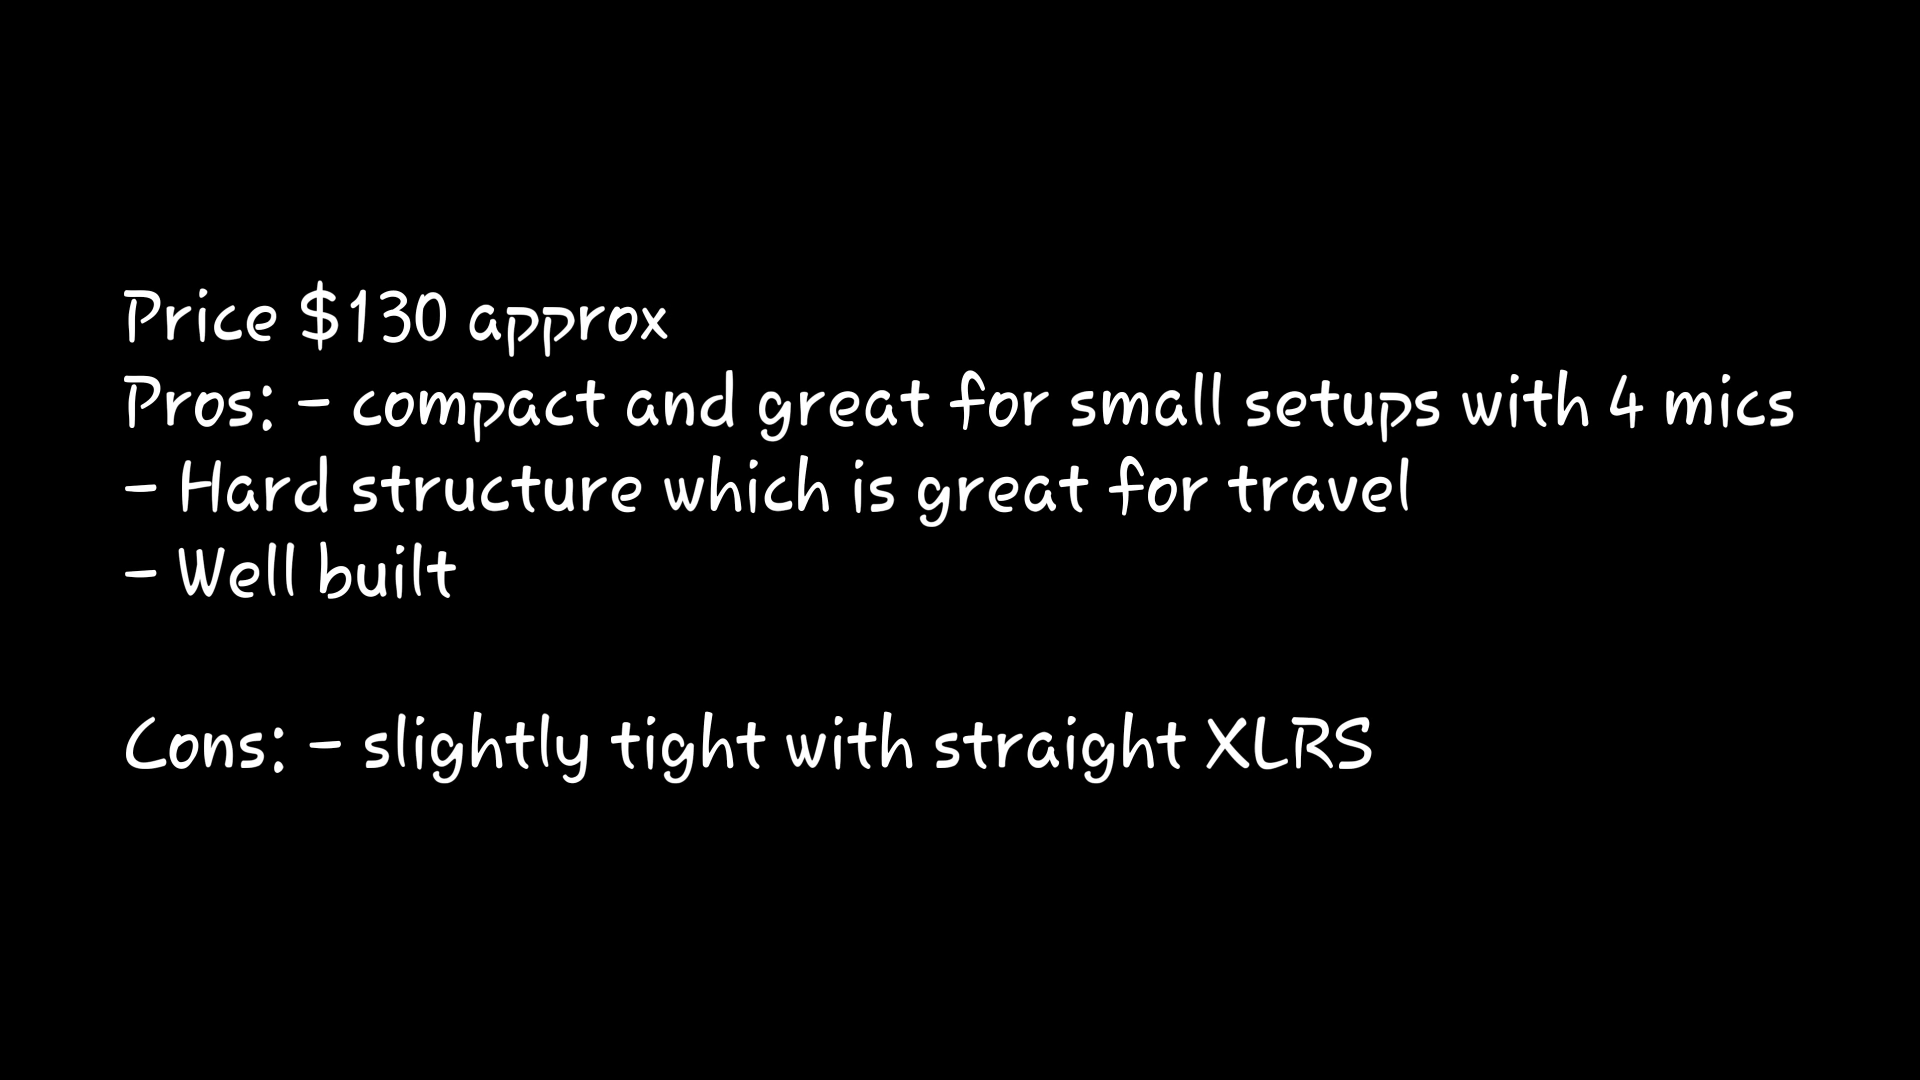 Price $130 approx
Pros: - compact and great for small setups with 4 mics
- Hard structure which is great for travel
- Well built
Cons: - slightly tight with straight XLRS